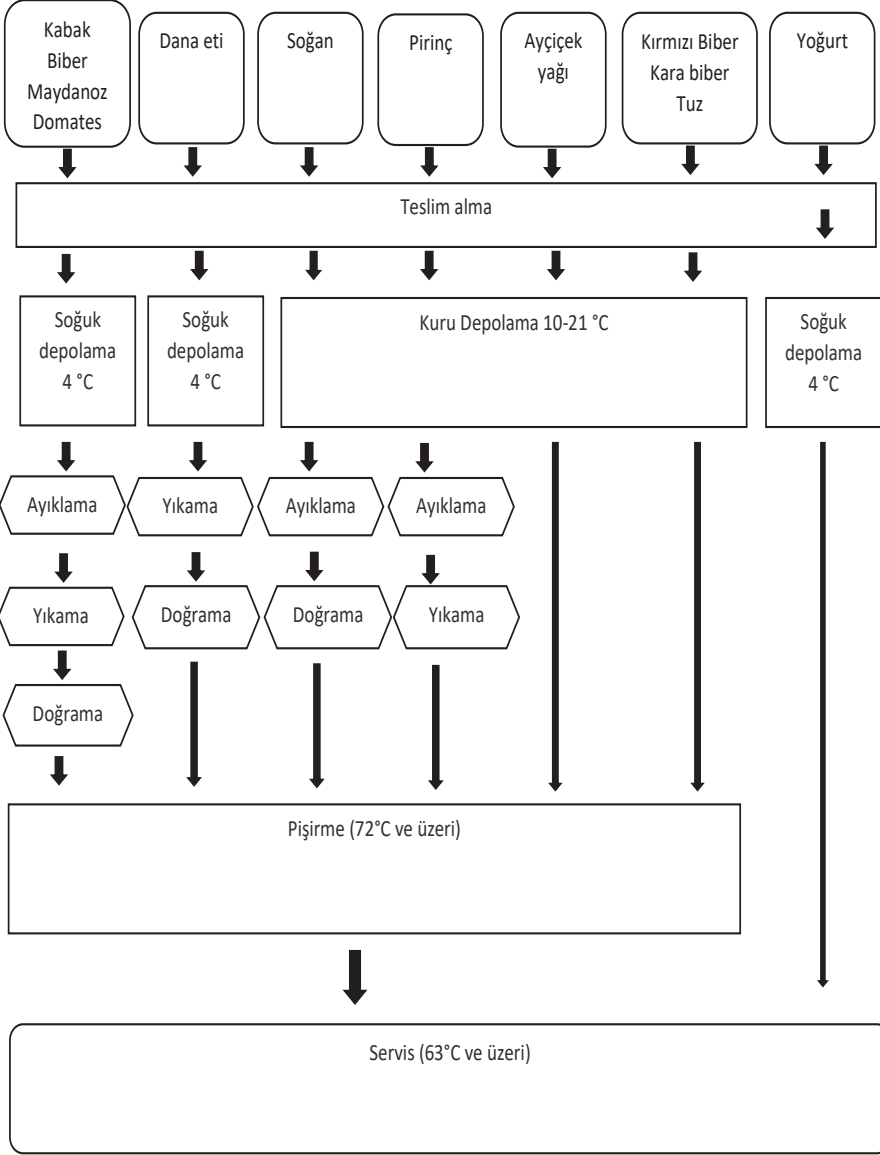 Kabak
Biber
Maydanoz
Domates
Dana eti
Soğan
Pirinç
Ayçiçek
yağı
Kırmızı Biber
Kara biber
Tuz
Yoğurt
Teslim alma
Soğuk
depolama
4 °C
Soğuk
depolama
4 °C
Kuru Depolama 10-21 °C
Soğuk
depolama
4 °C
Ayıklama
Yıkama
Ayıklama
Ayıklama
Yıkama
Doğrama
Doğrama
Yıkama
Doğrama
Pişirme (72°C ve üzeri)
Servis (63°C ve üzeri)